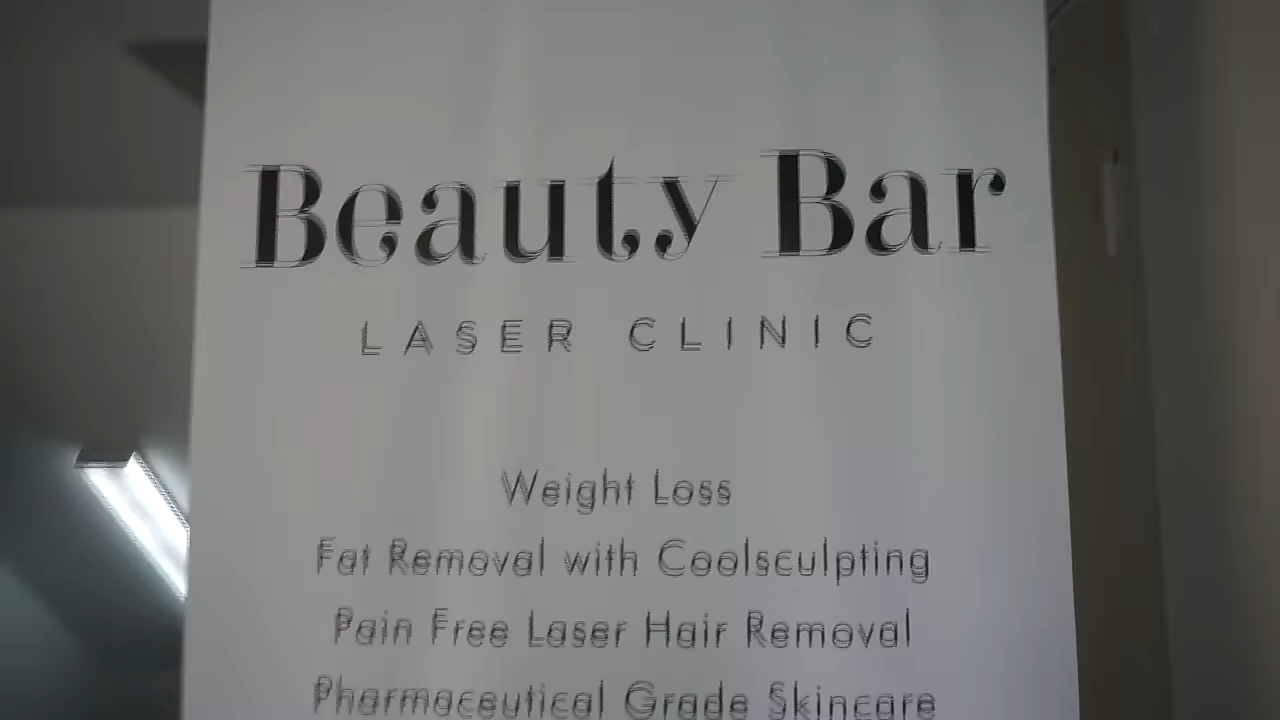 Beauty Bar
LASER CLINIC
Weight Loss
Fat Removal with Coolsculpting
Pain Free Laser Hair Removal
Pharmaceutical Grade Skincare